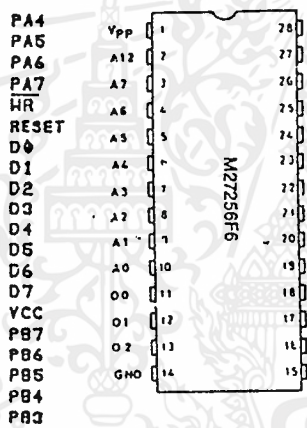 PA4
PA5
PA6
PA7
WR
RESET
D0
D1
D2
D3
D4
D5
D6
D7
VCC
PB7
PB6
PB5
PB4
PB3
VPP 1 28
A12 2 27
A7 3 26
A6 4 25
A5 5 24
A4 23
A3 7 22
A2 8 21
A1 9 20
A0 10 19
O0 11 18
O1 12 17
O2 13 16
GND 14 15
M27256F6